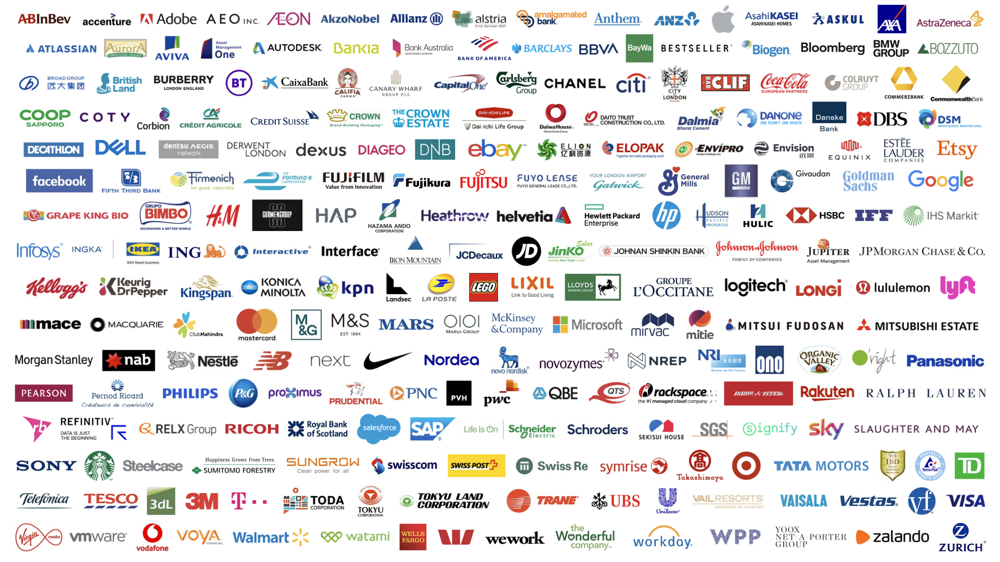 ABInBev accenture Adobe AEO INC. ÆON AkzoNobel Allianz alstria First German REIT amalgamated bank. Anthem. ANZ AsahiKASEI ASAHI KASEI HOMES ASKUL AXA AstraZeneca
ATLASSIAN AURORA ORGANIC DAIRY AVIVA Asset Management One AUTODESK. Bankia Bank Australia RESPONSIBLE BANKING BANK OF AMERICA BARCLAYS BBVA BayWa BESTSELLER Biogen. Bloomberg BMW GROUP BOZZUTO
BROAD GROUP 远大集团 British Land BURBERRY LONDON ENGLAND BT CaixaBank CALIFIA FARMS CANARY WHARF GROUP PLC Capital One Carlsberg Group CHANEL citi CITY OF LONDON CLIF BAR Coca-Cola EUROPEAN PARTNERS COLRUYT GROUP COMMERZBANK CommonwealthBank
COOP SAPPORO COTY Corbion CA CRÉDIT AGRICOLE CREDIT SUISSE CROWN Brand-Building Packaging™ THE CROWN ESTATE DAI-ICHI LIFE Dai-ichi Life Group Daiwa House Daiwa House Group DAITO TRUST CONSTRUCTION CO., LTD. Dalmia Bharat Cement DANONE ONE PLANET. ONE HEALTH Danske Bank DBS DSM BRIGHT SCIENCE. BRIGHTER LIVING.
DECATHLON DELL dentsu AEGIS network DERWENT LONDON dexus DIAGEO DNB ebay ELION 亿利资源 ELOPAK Together we make packaging work ENVIPRO Envipro Holdings Inc. Envision 远景 EQUINIX ESTĒE LAUDER COMPANIES Etsy
facebook 5/3 FIFTH THIRD BANK Firmenich for good, naturally FIA Formula-e CHAMPIONSHIP FUJIFILM Value from Innovation Fujikura FUJITSU FUYO LEASE FUYO GENERAL LEASE CO.,LTD. YOUR LONDON AIRPORT Gatwick General Mills GM Givaudan Goldman Sachs Google
GRAPE KING BIO GRUPO BIMBO NOURISHING A BETTER WORLD H&M GURMENGROUP HAP HAZAMA ANDO CORPORATION Heathrow helvetia Hewlett Packard Enterprise hp HUDSON PACIFIC PROPERTIES HULIC HSBC IFF IHS Markit
Infosys INGKA IKEA IKEA Retail business ING Interactive Interface IRON MOUNTAIN JCDecaux JD JinKO Solar Building Your Trust in Solar JOHNAN SHINKIN BANK Johnson & Johnson FAMILY OF COMPANIES JUPITER Asset Management JPMORGAN CHASE & CO.
Kellogg's Keurig DrPepper Kingspan. KONICA MINOLTA kpn Landsec LA POSTE LEGO LIXIL Link to Good Living LLOYDS BANKING GROUP GROUPE L'OCCITANE logitech LONGi lululemon lyft
mace MACQUARIE ClubMahindra mastercard. M&G M&S EST. 1884 MARS OIOI MARUI GROUP McKinsey & Company Microsoft mirvac mitie MITSUI FUDOSAN MITSUBISHI ESTATE
Morgan Stanley nab Nestlé NB next Nordea novo nordisk novozymes NREP NRI 未来創発 Dream up the future. ono ORGANIC VALLEY O'right Panasonic
PEARSON Pernod Ricard Créateurs de convivialité PHILIPS P&G proximus PRUDENTIAL PNC PVH pwc QBE QTS rackspace the #1 managed cloud company RADIO FLYER Rakuten RALPH LAUREN
rb REFINITIV DATA IS JUST THE BEGINNING RELX Group RICOH Royal Bank of Scotland salesforce SAP Life Is On Schneider Electric Schroders SEKISUI HOUSE SGS Signify sky SLAUGHTER AND MAY
SONY Steelcase Happiness Grows from Trees SUMITOMO FORESTRY SUNGROW Clean power for all swisscom SWISS POST Swiss Re symrise Takashimaya TATA MOTORS TCI IBD PROTECTS WHAT'S GOOD Tetra Pak TD
Telefónica TESCO 3dL 3M T TODA CORPORATION TOKYU CORPORATION TOKYU LAND CORPORATION TRANE UBS Unilever VAILRESORTS EXPERIENCE OF A LIFETIME VAISALA Vestas. vf VISA
Virgin media vmware vodafone VOYA FINANCIAL Walmart watami WELLS FARGO wework the Wonderful company™ workday. WPP YOOX NET-A-PORTER GROUP zalando ZURICH